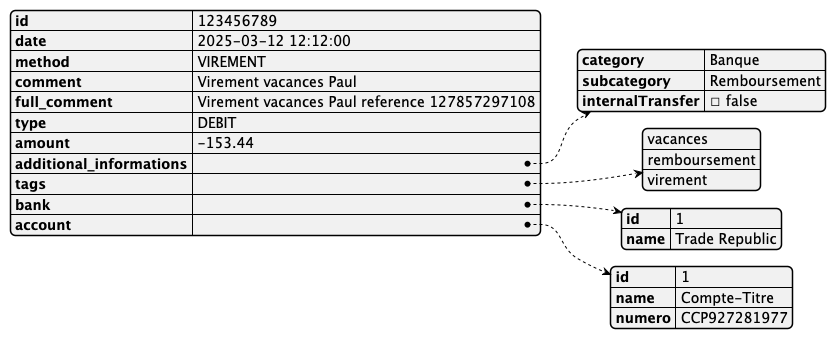 id 123456789
date 2025-03-12 12:12:00
method VIREMENT
comment Virement vacances Paul
full_comment Virement vacances Paul reference 127857297108
type DEBIT
amount -153.44
additional_informations
tags
bank
account
category Banque
subcategory Remboursement
internalTransfer ☐ false
vacances
remboursement
virement
id 1
name Trade Republic
id 1
name Compte-Titre
numero CCP927281977